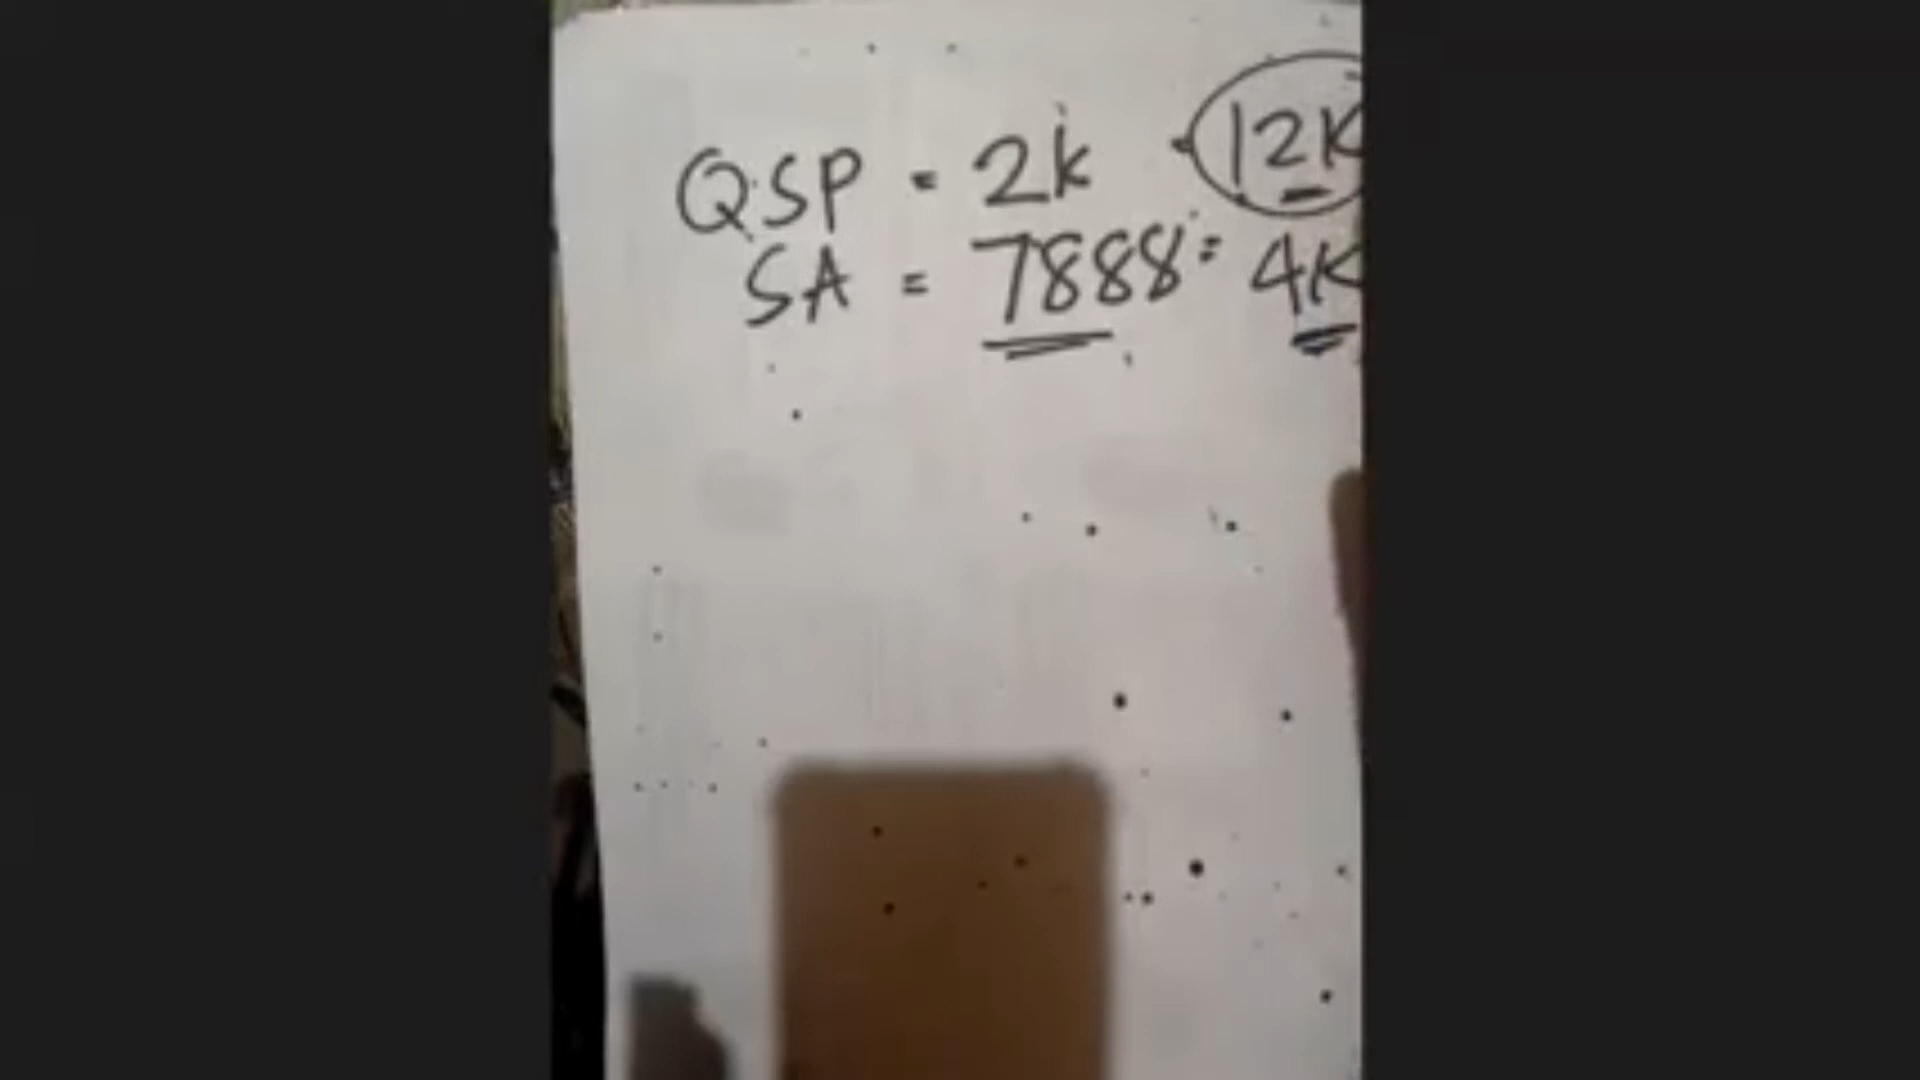 QSP = 2k 12K
SA = 7888 = 4K